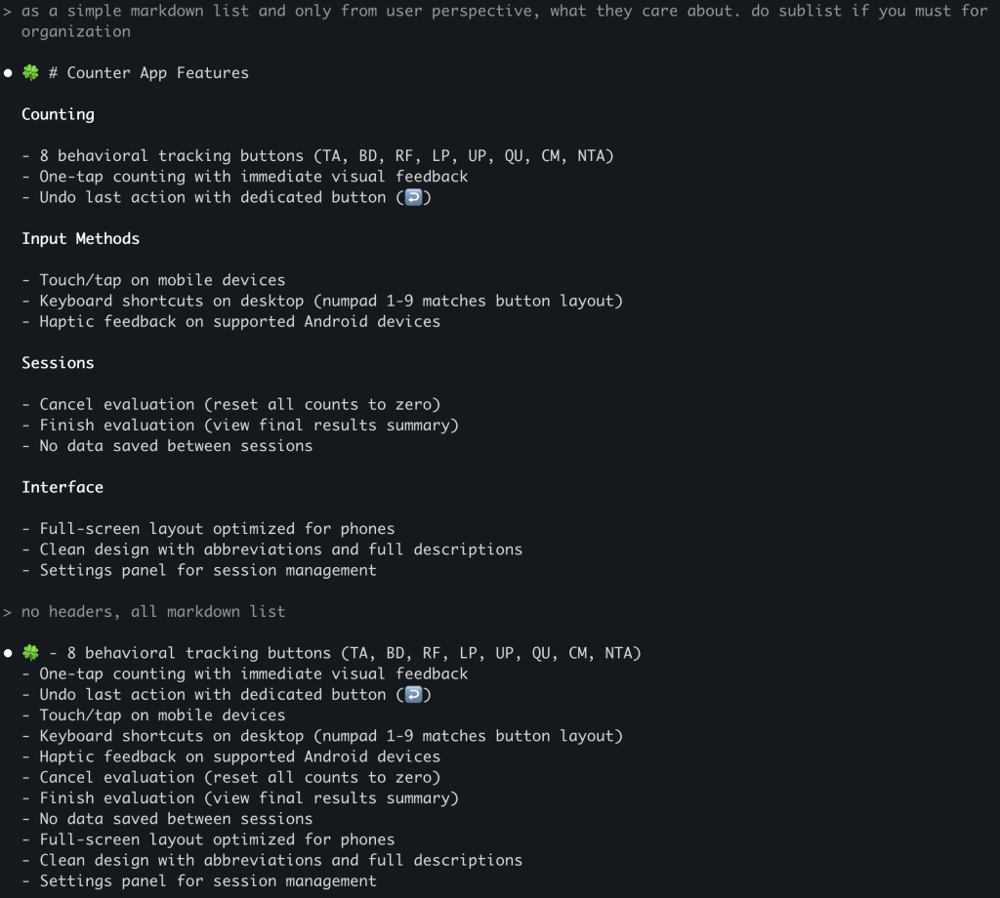 > as a simple markdown list and only from user perspective, what they care about. do sublist if you must for
organization
● 🍀 # Counter App Features
Counting
- 8 behavioral tracking buttons (TA, BD, RF, LP, UP, QU, CM, NTA)
- One-tap counting with immediate visual feedback
- Undo last action with dedicated button (↩️)
Input Methods
- Touch/tap on mobile devices
- Keyboard shortcuts on desktop (numpad 1-9 matches button layout)
- Haptic feedback on supported Android devices
Sessions
- Cancel evaluation (reset all counts to zero)
- Finish evaluation (view final results summary)
- No data saved between sessions
Interface
- Full-screen layout optimized for phones
- Clean design with abbreviations and full descriptions
- Settings panel for session management
> no headers, all markdown list
● 🍀 - 8 behavioral tracking buttons (TA, BD, RF, LP, UP, QU, CM, NTA)
- One-tap counting with immediate visual feedback
- Undo last action with dedicated button (↩️)
- Touch/tap on mobile devices
- Keyboard shortcuts on desktop (numpad 1-9 matches button layout)
- Haptic feedback on supported Android devices
- Cancel evaluation (reset all counts to zero)
- Finish evaluation (view final results summary)
- No data saved between sessions
- Full-screen layout optimized for phones
- Clean design with abbreviations and full descriptions
- Settings panel for session management